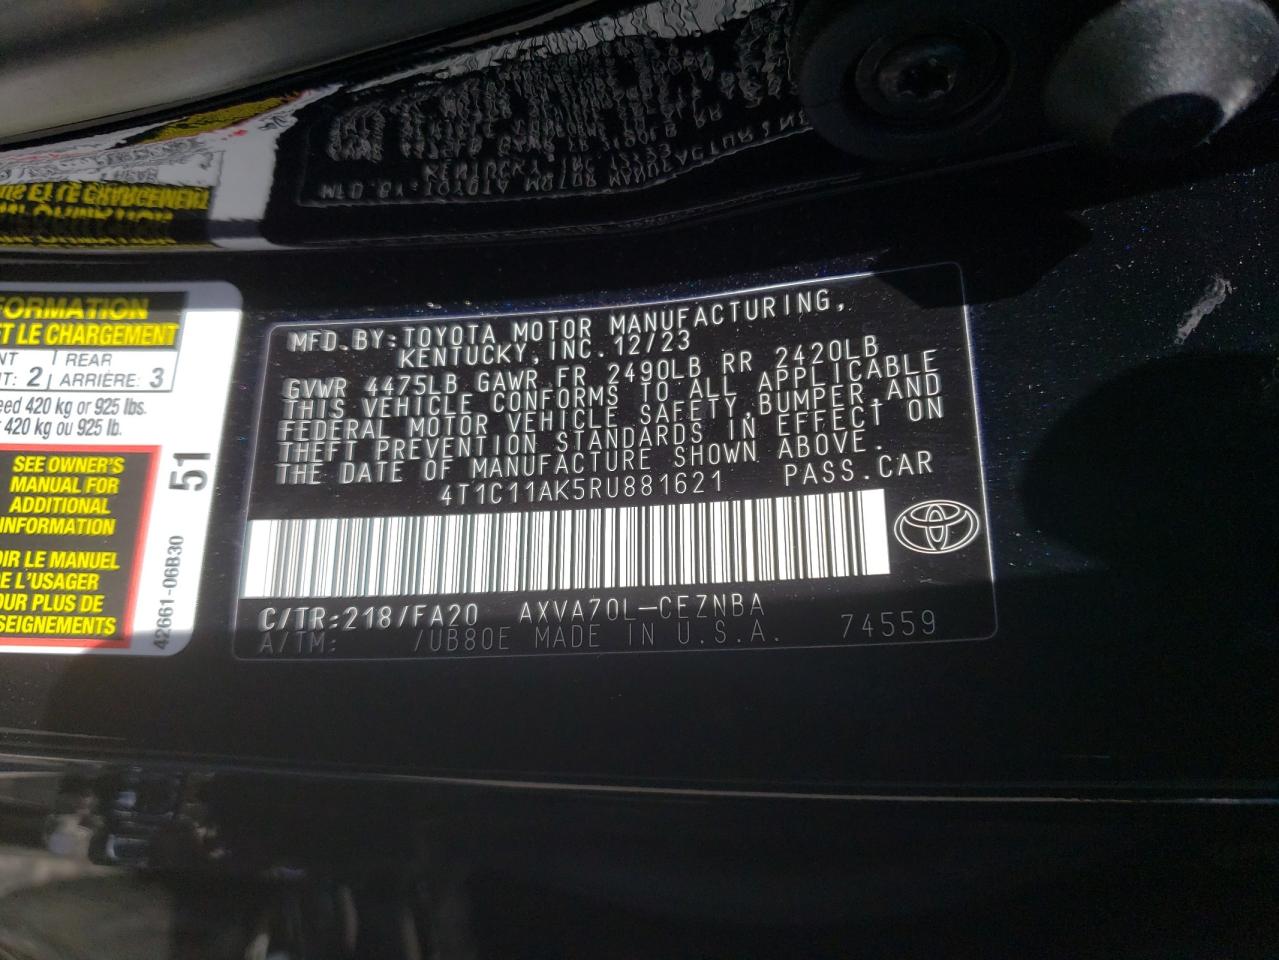 FORMATION
ET LE CHARGEMENT
NT
: 2
REAR
ARRIÈRE: 3
eed 420 kg or 925 lbs.
420 kg ou 925 lb.
SEE OWNER'S
MANUAL FOR
ADDITIONAL
INFORMATION
OIR LE MANUEL
E L'USAGER
OUR PLUS DE
SEIGNEMENTS
51
42661-06B30
MFD.BY:TOYOTA MOTOR MANUFACTURING,
KENTUCKY,INC.12/23
GVWR 4475LB GAWR FR 2490LB RR 2420LB
THIS VEHICLE CONFORMS TO ALL APPLICABLE
FEDERAL MOTOR VEHICLE SAFETY,BUMPER,AND
THEFT PREVENTION STANDARDS IN EFFECT ON
THE DATE OF MANUFACTURE SHOWN ABOVE.
4T1C11AK5RU881621 PASS.CAR
C/TR:218/FA20 AXVA70L-CEZNBA
A/TM: /UB80E MADE IN U.S.A. 74559